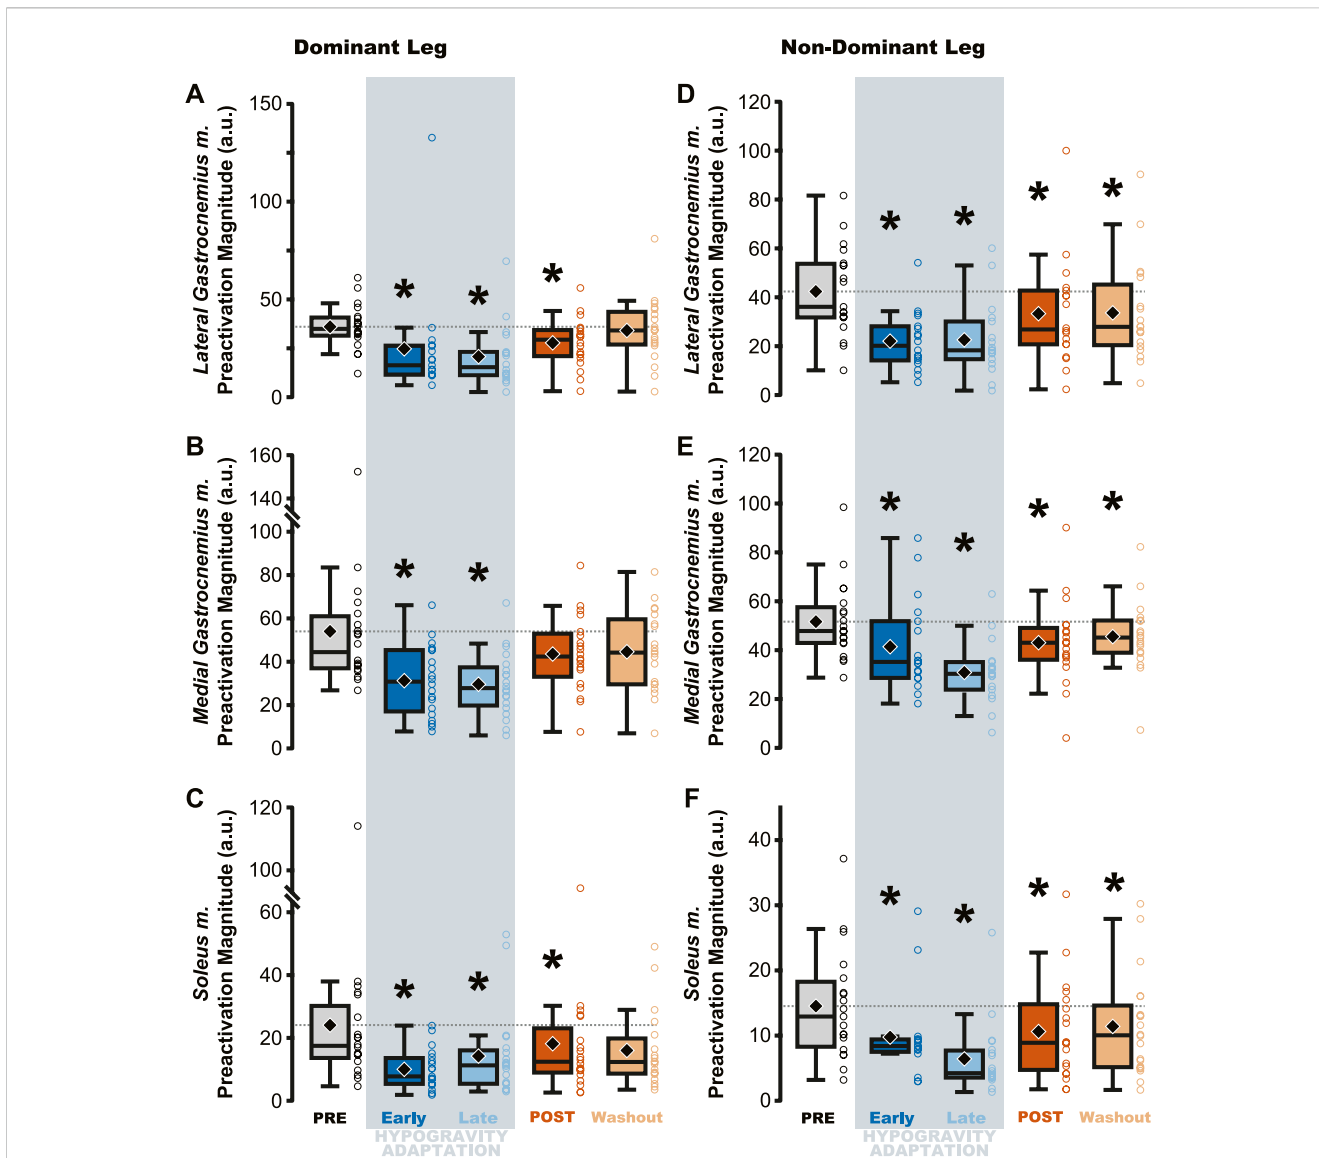 Dominant Leg
Non-Dominant Leg
A
Lateral Gastrocnemius m.
Preactivation Magnitude (a.u.)
150
100
50
0
*
*
*
D
Lateral Gastrocnemius m.
Preactivation Magnitude (a.u.)
120
100
80
60
40
20
0
*
*
*
*
B
Medial Gastrocnemius m.
Preactivation Magnitude (a.u.)
160
140
100
80
60
40
20
0
*
*
E
Medial Gastrocnemius m.
Preactivation Magnitude (a.u.)
120
100
80
60
40
20
0
*
*
*
*
C
Soleus m.
Preactivation Magnitude (a.u.)
120
100
60
40
20
0
*
*
*
F
Soleus m.
Preactivation Magnitude (a.u.)
40
30
20
10
0
*
*
*
*
PRE Early Late POST Washout
HYPOGRAVITY
ADAPTATION
PRE Early Late POST Washout
HYPOGRAVITY
ADAPTATION